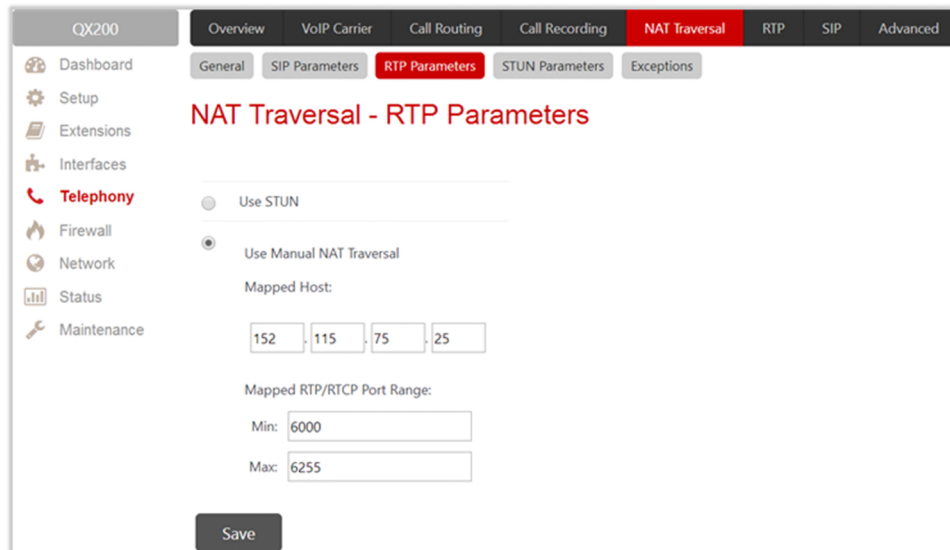 QX200
Overview VoIP Carrier Call Routing Call Recording NAT Traversal RTP SIP Advanced
Dashboard
Setup
Extensions
Interfaces
Telephony
Firewall
Network
Status
Maintenance
General SIP Parameters RTP Parameters STUN Parameters Exceptions
NAT Traversal - RTP Parameters
Use STUN
Use Manual NAT Traversal
Mapped Host:
152 . 115 . 75 . 25
Mapped RTP/RTCP Port Range:
Min: 6000
Max: 6255
Save